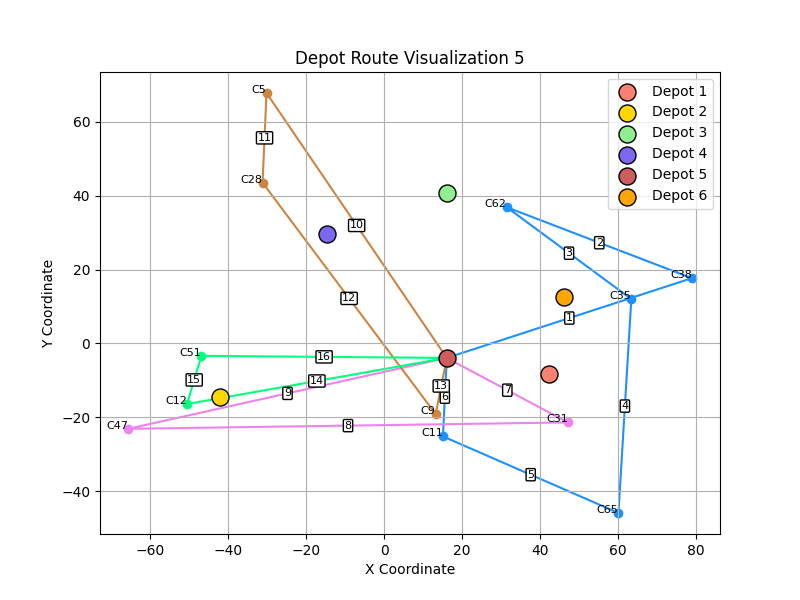 Depot Route Visualization 5
Depot 1
Depot 2
Depot 3
Depot 4
Depot 5
Depot 6
C5
11
C28
10
12
C62
2
3
C38
C35
1
C51
16
15
14
9
C12
13
6
7
C9
C31
4
C47
8
C11
5
C65
60
40
20
0
−20
−40
Y Coordinate
−60
−40
−20
0
20
40
60
80
X Coordinate